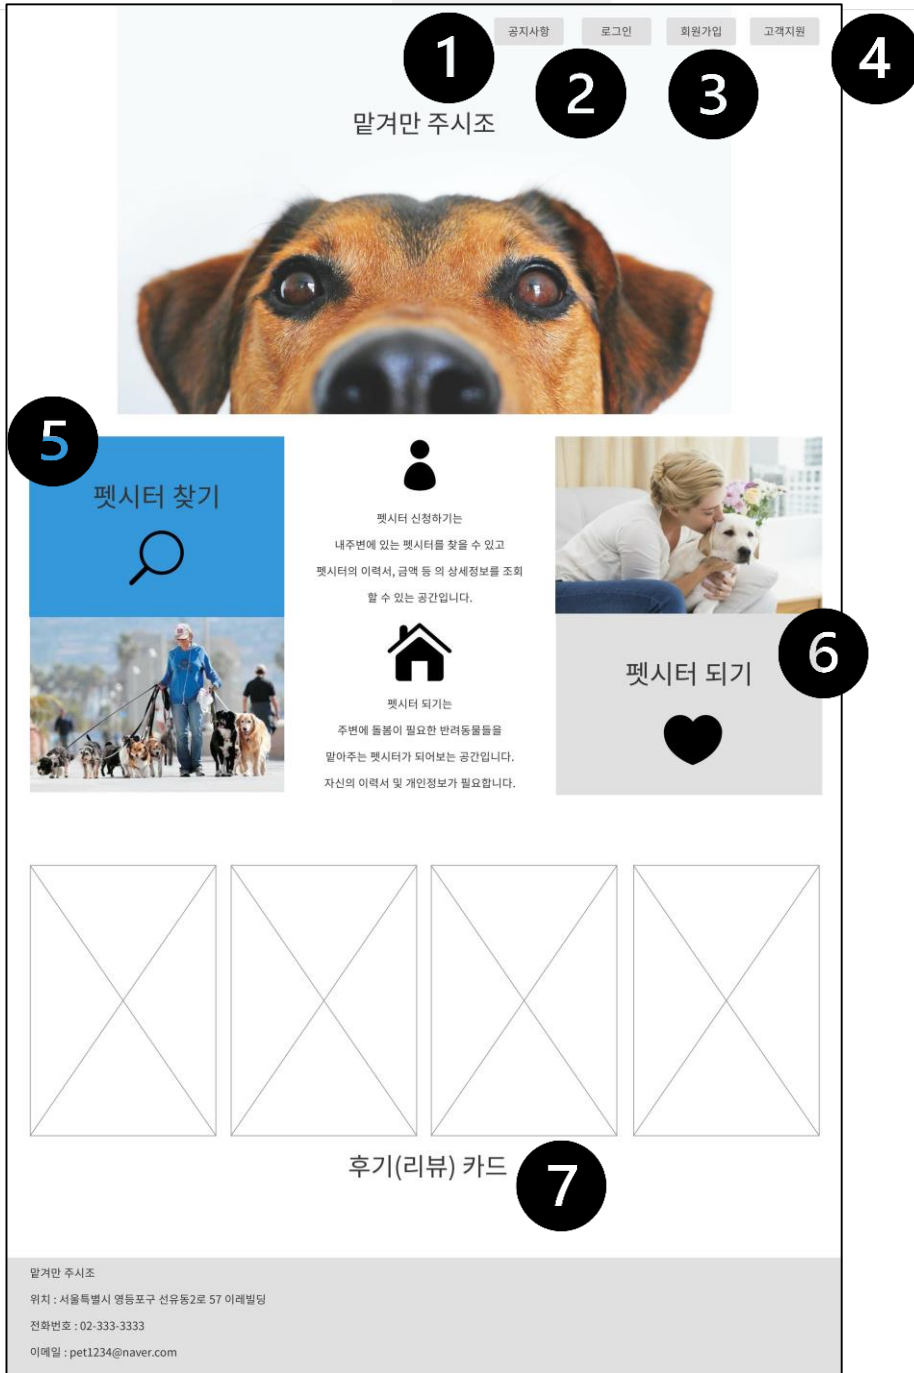 공지사항
로그인
회원가입
고객지원
1
2
3
4
맡겨만 주시조
5
펫시터 찾기
펫시터 신청하기는
내주변에 있는 펫시터를 찾을 수 있고
펫시터의 이력서, 금액 등 의 상세정보를 조회
할 수 있는 공간입니다.
펫시터 되기는
주변에 돌봄이 필요한 반려동물들을
맡아주는 펫시터가 되어보는 공간입니다.
자신의 이력서 및 개인정보가 필요합니다.
6
펫시터 되기
후기(리뷰) 카드
7
맡겨만 주시조
위치 : 서울특별시 영등포구 선유동2로 57 이레빌딩
전화번호 : 02-333-3333
이메일 : pet1234@naver.com